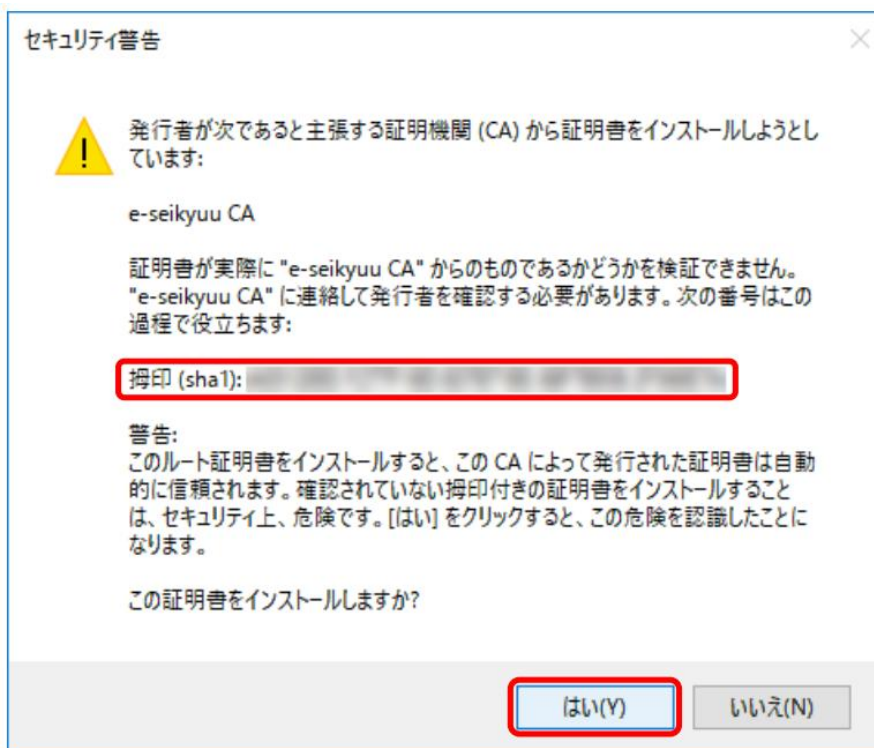 セキュリティ警告
発行者が次であると主張する証明機関 (CA) から証明書をインストールしようとし
ています:
e-seikyuu CA
証明書が実際に "e-seikyuu CA" からのものであるかどうかを検証できません。
"e-seikyuu CA" に連絡して発行者を確認する必要があります。次の番号はこの
過程で役立ちます:
拇印 (sha1):
警告:
このルート証明書をインストールすると、この CA によって発行された証明書は自動
的に信頼されます。確認されていない拇印付きの証明書をインストールすること
は、セキュリティ上、危険です。[はい] をクリックすると、この危険を認識したことに
なります。
この証明書をインストールしますか?
はい(Y)
いいえ(N)